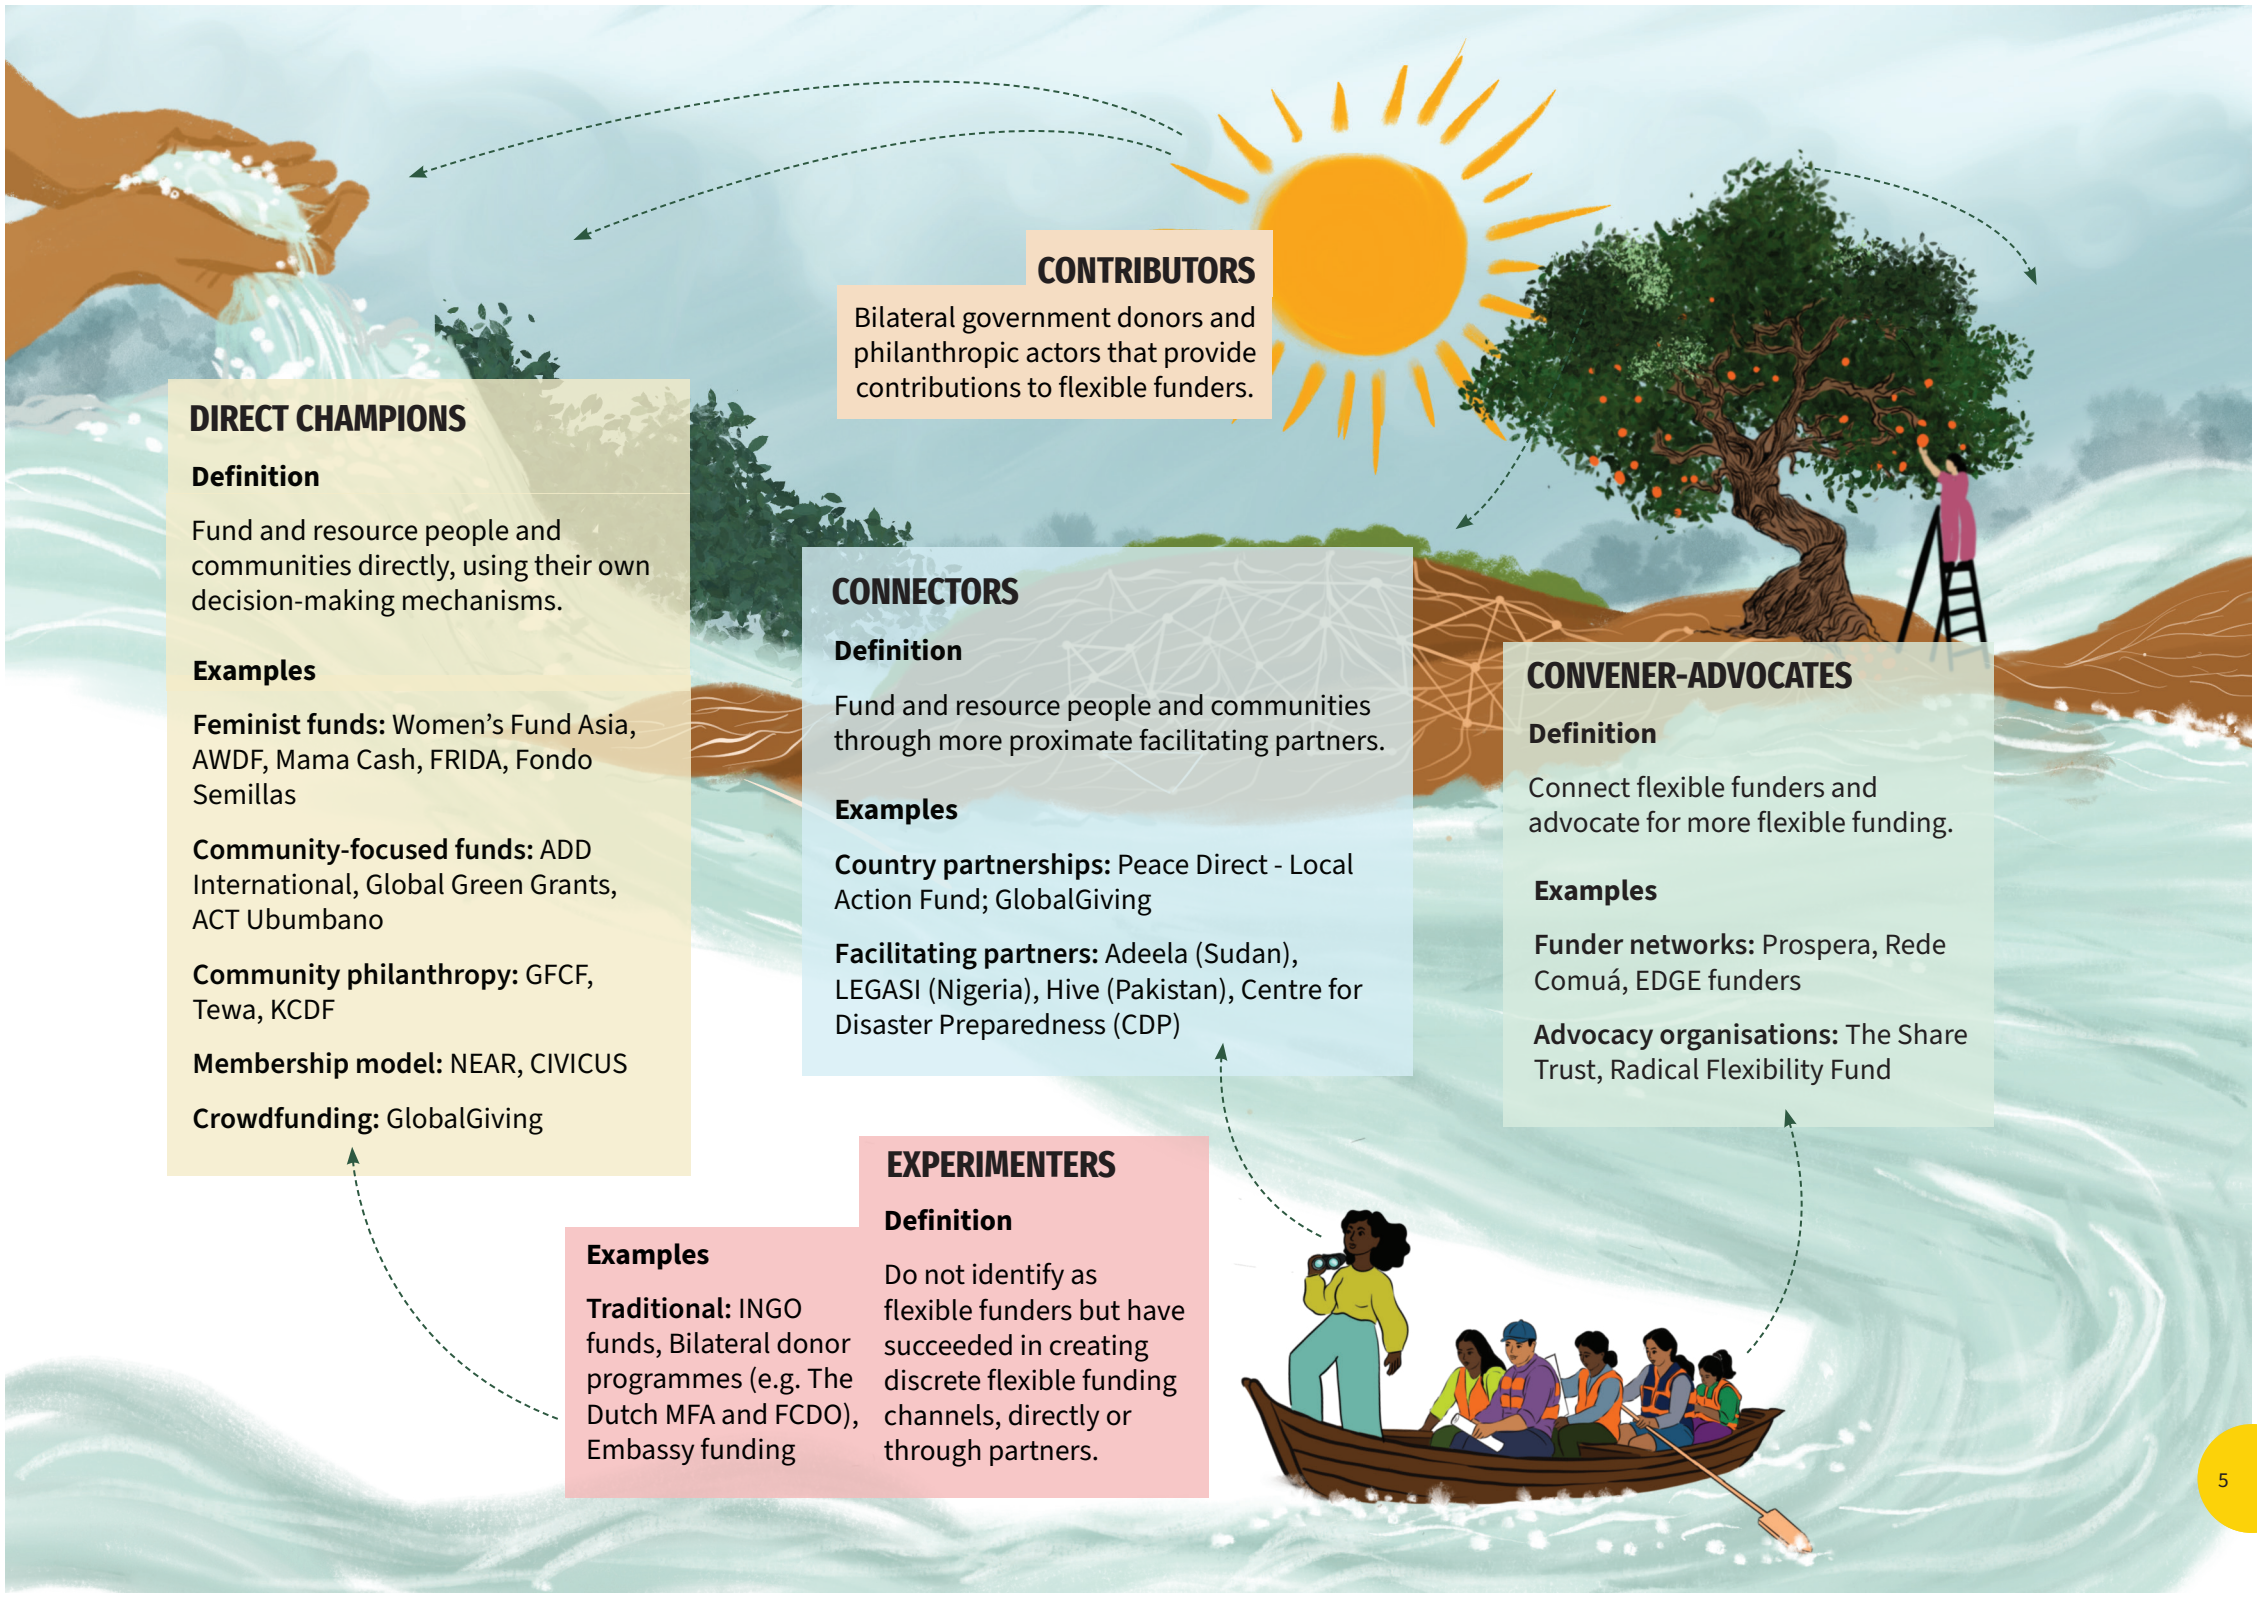 CONTRIBUTORS
Bilateral government donors and
philanthropic actors that provide
contributions to flexible funders.
DIRECT CHAMPIONS
Definition
Fund and resource people and
communities directly, using their own
decision-making mechanisms.
Examples
Feminist funds: Women’s Fund Asia,
AWDF, Mama Cash, FRIDA, Fondo
Semillas
Community-focused funds: ADD
International, Global Green Grants,
ACT Ubumbano
Community philanthropy: GFCF,
Tewa, KCDF
Membership model: NEAR, CIVICUS
Crowdfunding: GlobalGiving
CONNECTORS
Definition
Fund and resource people and communities
through more proximate facilitating partners.
Examples
Country partnerships: Peace Direct - Local
Action Fund; GlobalGiving
Facilitating partners: Adeela (Sudan),
LEGASI (Nigeria), Hive (Pakistan), Centre for
Disaster Preparedness (CDP)
CONVENER-ADVOCATES
Definition
Connect flexible funders and
advocate for more flexible funding.
Examples
Funder networks: Prospera, Rede
Comuá, EDGE funders
Advocacy organisations: The Share
Trust, Radical Flexibility Fund
EXPERIMENTERS
Definition
Do not identify as
flexible funders but have
succeeded in creating
discrete flexible funding
channels, directly or
through partners.
Examples
Traditional: INGO
funds, Bilateral donor
programmes (e.g. The
Dutch MFA and FCDO),
Embassy funding
5